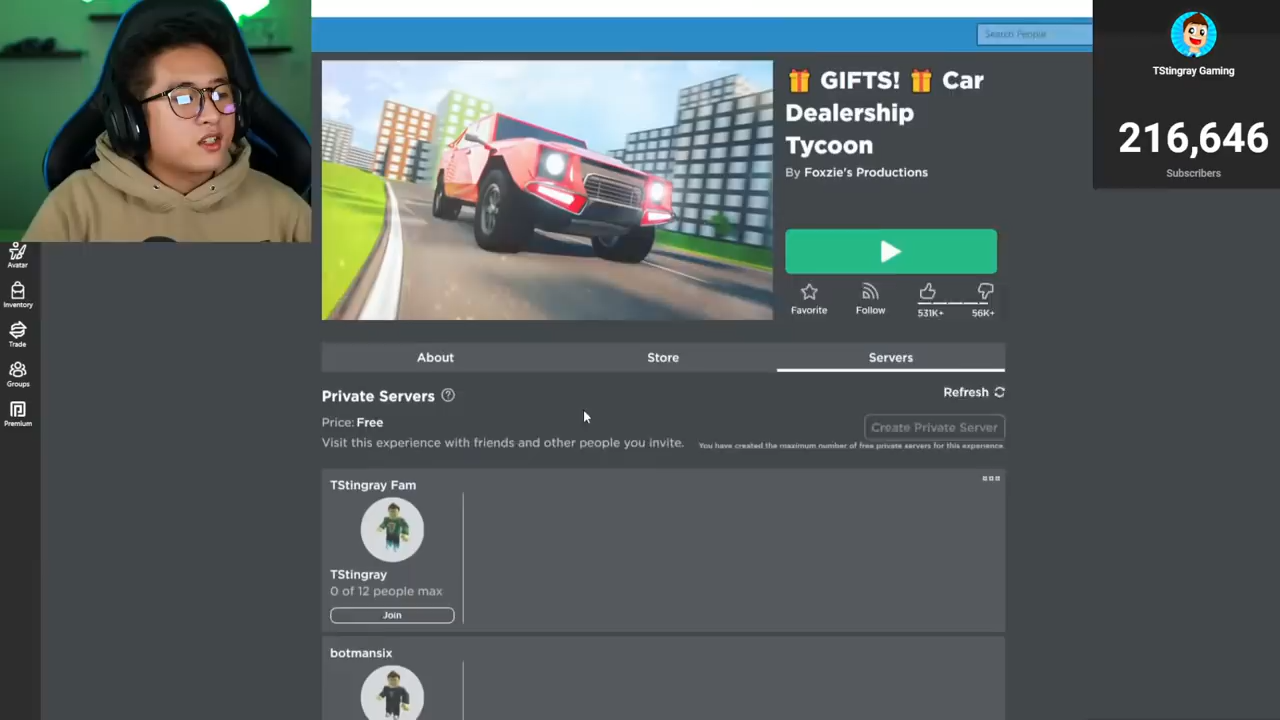 Search People
TStingray Gaming
216,646
Subscribers
🎁 GIFTS! 🎁 Car
Dealership
Tycoon
By Foxzie's Productions
Favorite
Follow
531K+
56K+
Avatar
Inventory
Trade
Groups
Premium
About
Store
Servers
Private Servers ?
Refresh
Price: Free
Create Private Server
Visit this experience with friends and other people you invite.
You have created the maximum number of free private servers for this experience.
TStingray Fam
TStingray
0 of 12 people max
Join
botmansix